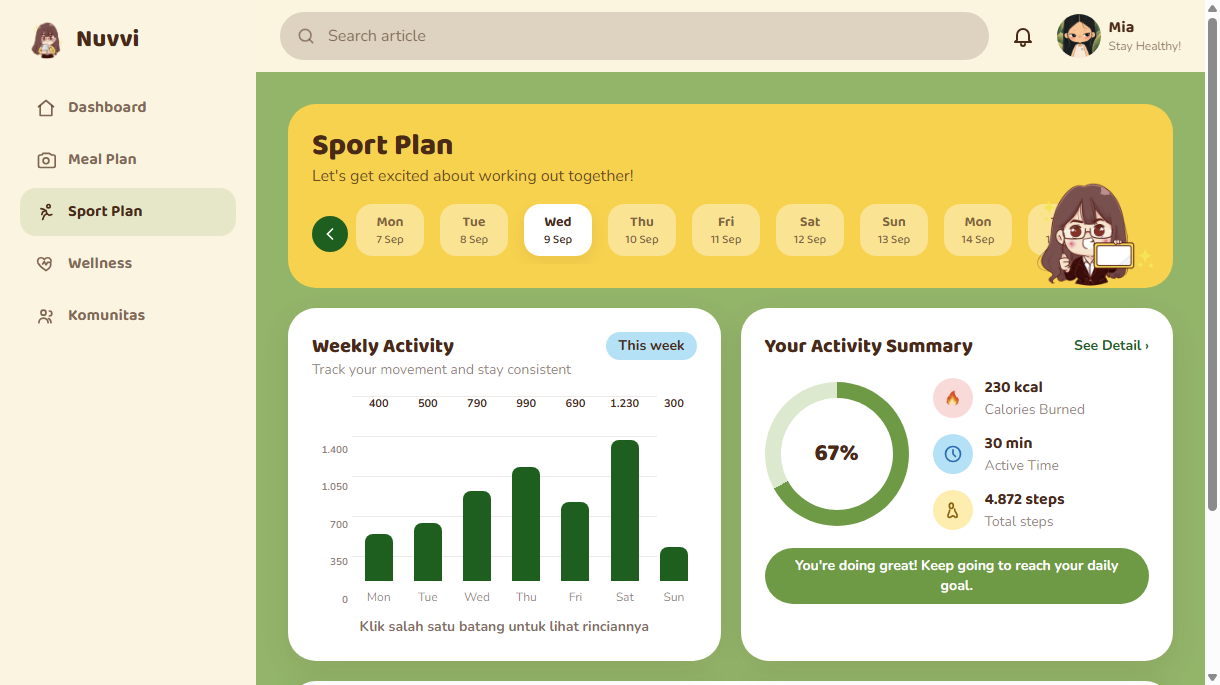 Nuvvi
Search article
Mia
Stay Healthy!
Dashboard
Meal Plan
Sport Plan
Wellness
Komunitas
Sport Plan
Let's get excited about working out together!
Mon Tue Wed Thu Fri Sat Sun Mon
7 Sep 8 Sep 9 Sep 10 Sep 11 Sep 12 Sep 13 Sep 14 Sep
Weekly Activity
This week
Track your movement and stay consistent
400 500 790 990 690 1.230 300
1.400
1.050
700
350
0
Mon Tue Wed Thu Fri Sat Sun
Klik salah satu batang untuk lihat rinciannya
Your Activity Summary
See Detail ›
67%
230 kcal
Calories Burned
30 min
Active Time
4.872 steps
Total steps
You're doing great! Keep going to reach your daily
goal.